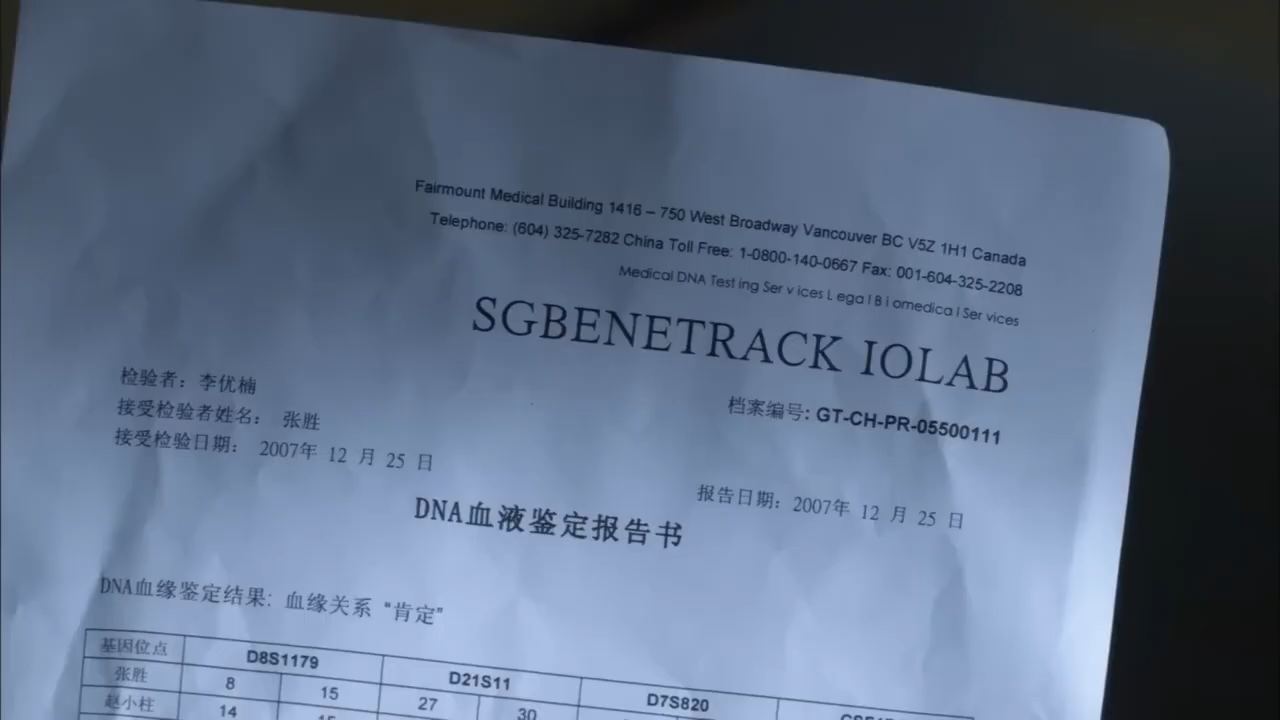 Fairmount Medical Building 1416 – 750 West Broadway Vancouver BC V5Z 1H1 Canada
Telephone: (604) 325-7282 China Toll Free: 1-0800-140-0667 Fax: 001-604-325-2208
Medical DNA Test ing Ser v ices L ega l B i omedica l Ser vices
SGBENETRACK IOLAB
检验者：李优楠
档案编号: GT-CH-PR-05500111
接受检验者姓名： 张胜
接受检验日期： 2007年 12 月 25 日
报告日期：2007年 12 月 25 日
DNA血液鉴定报告书
DNA血缘鉴定结果: 血缘关系 “肯定”
基因位点 D8S1179 D21S11 D7S820
张胜 8 15 27 30
赵小柱 14